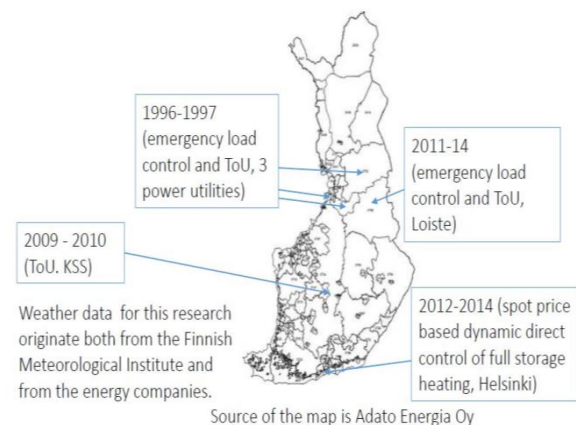 1996-1997
(emergency load
control and ToU, 3
power utilities)
2011-14
(emergency load
control and ToU,
Loiste)
2009 - 2010
(ToU. KSS)
Weather data for this research
originate both from the Finnish
Meteorological Institute and
from the energy companies.
2012-2014 (spot price
based dynamic direct
control of full storage
heating, Helsinki)
Source of the map is Adato Energia Oy